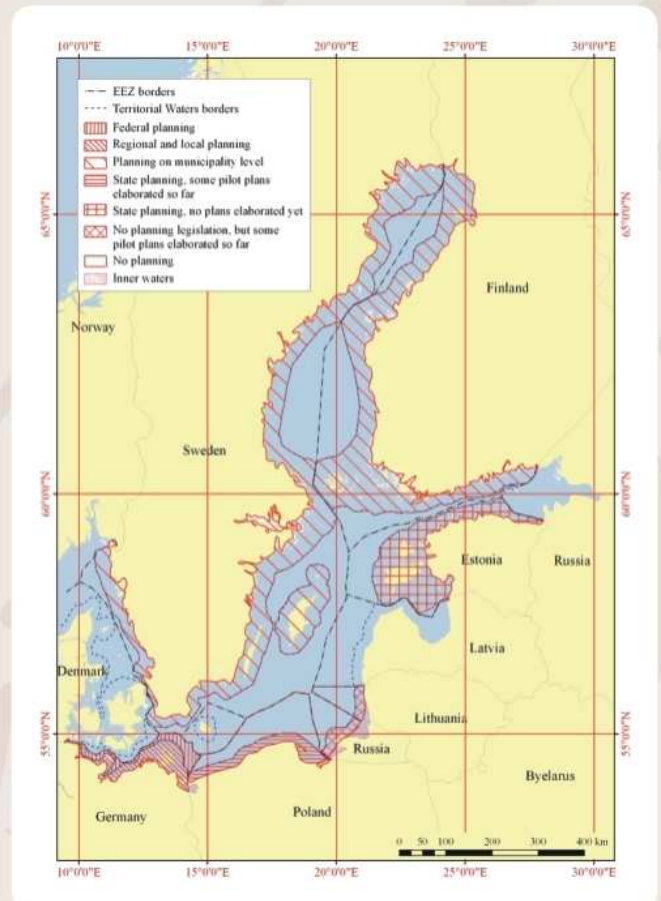 10°0'0"E 15°0'0"E 20°0'0"E 25°0'0"E 30°0'0"E
EEZ borders
Territorial Waters borders
Federal planning
Regional and local planning
Planning on municipality level
State planning, some pilot plans
elaborated so far
State planning, no plans elaborated yet
No planning legislation, but some
pilot plans elaborated so far
No planning
Inner waters
65°0'0"N
65°0'0"N
Finland
Norway
Sweden
60°0'0"N
60°0'0"N
Estonia
Russia
Latvia
Denmark
Lithuania
55°0'0"N
55°0'0"N
Russia
Byelarus
Germany
Poland
0 50 100 200 300 400 km
10°0'0"E 15°0'0"E 20°0'0"E 25°0'0"E 30°0'0"E